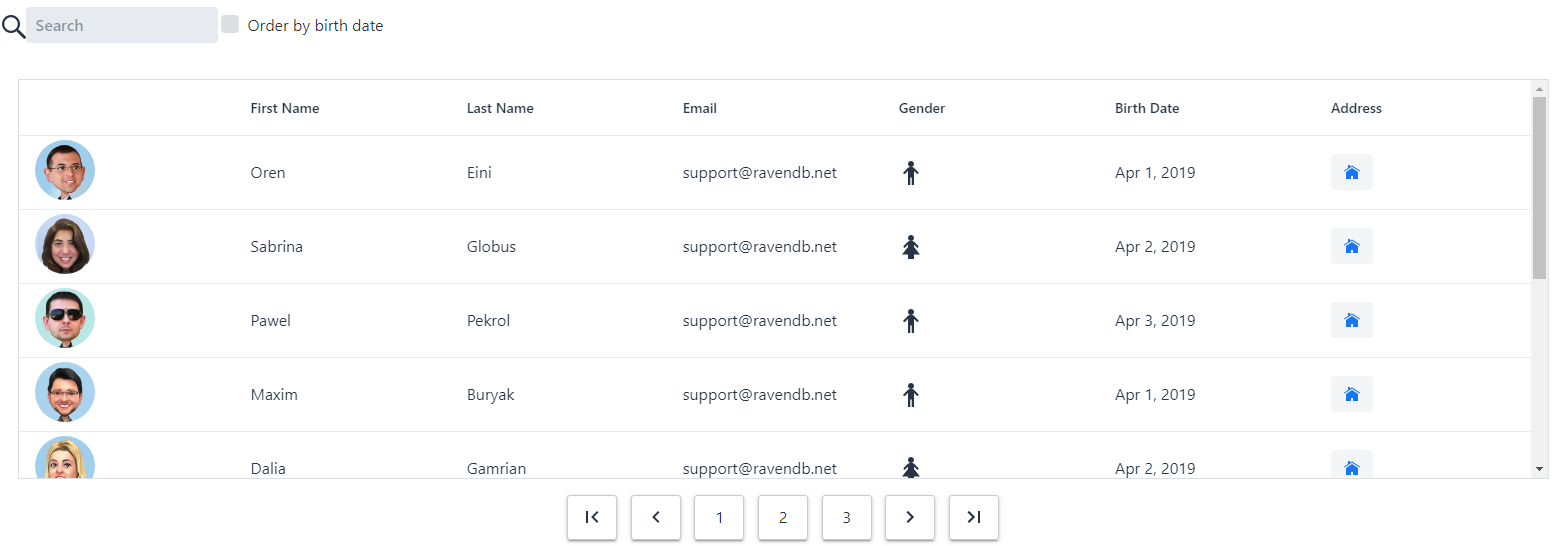 Search Order by birth date
First Name Last Name Email Gender Birth Date Address
Oren Eini support@ravendb.net Apr 1, 2019
Sabrina Globus support@ravendb.net Apr 2, 2019
Pawel Pekrol support@ravendb.net Apr 3, 2019
Maxim Buryak support@ravendb.net Apr 1, 2019
Dalia Gamrian support@ravendb.net Apr 2, 2019
1 2 3